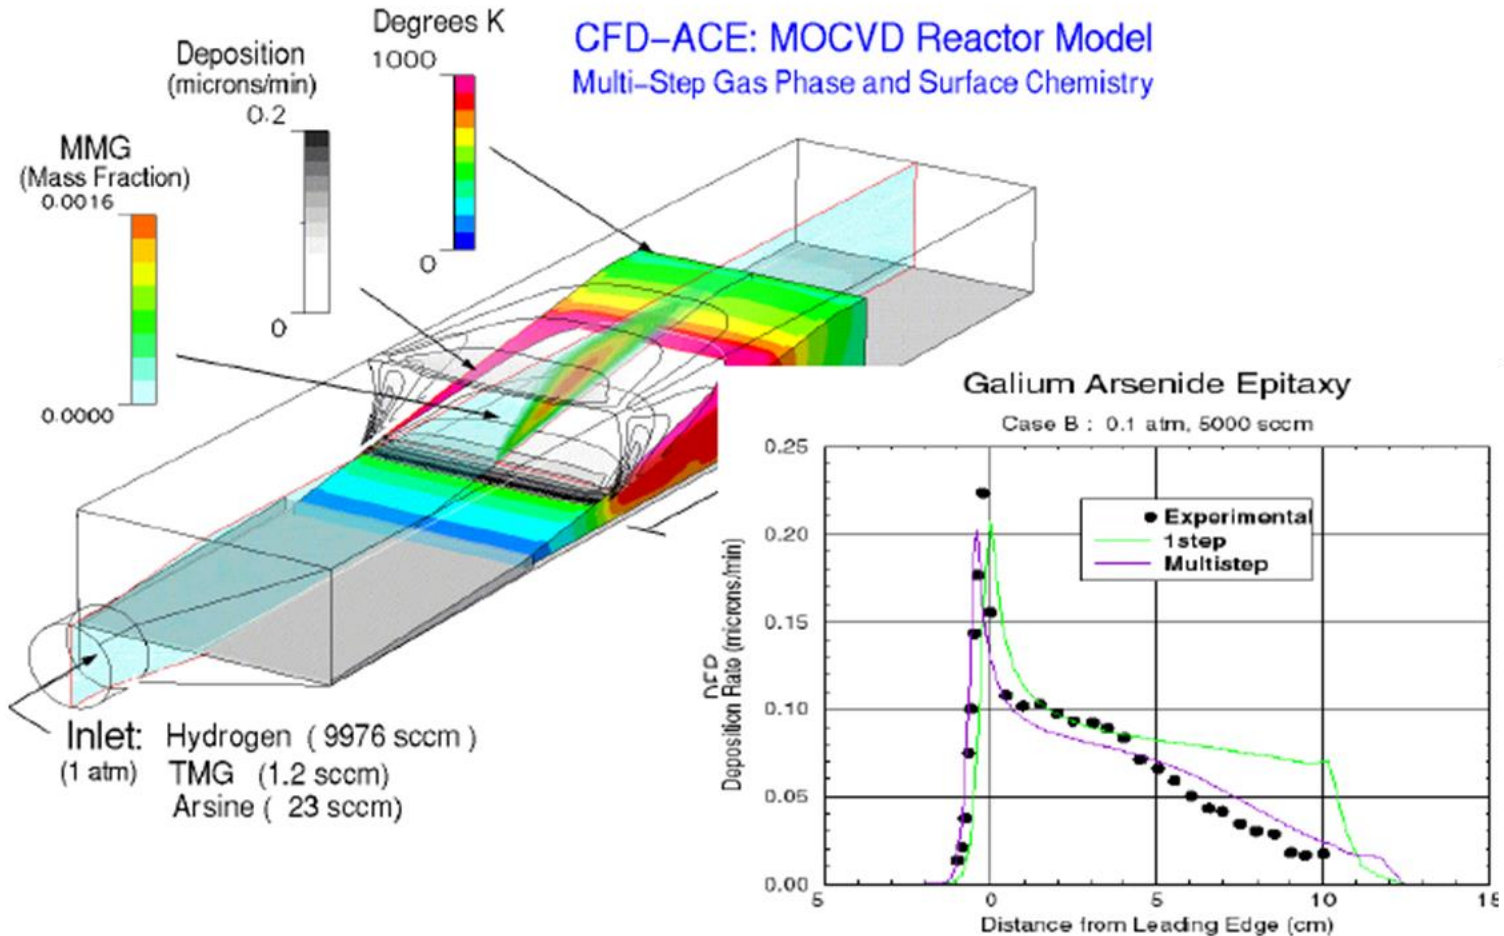 CFD-ACE: MOCVD Reactor Model
Multi-Step Gas Phase and Surface Chemistry
Degrees K
1000
0
Deposition
(microns/min)
0.2
0
MMG
(Mass Fraction)
0.0016
0.0000
Inlet: Hydrogen ( 9976 sccm )
(1 atm) TMG (1.2 sccm)
Arsine ( 23 sccm)
Galium Arsenide Epitaxy
Case B : 0.1 atm, 5000 sccm
Experimental
1step
Multistep
0.25
0.20
0.15
0.10
0.05
0.00
Deposition Rate (microns/min)
5 0 5 10
Distance from Leading Edge (cm)